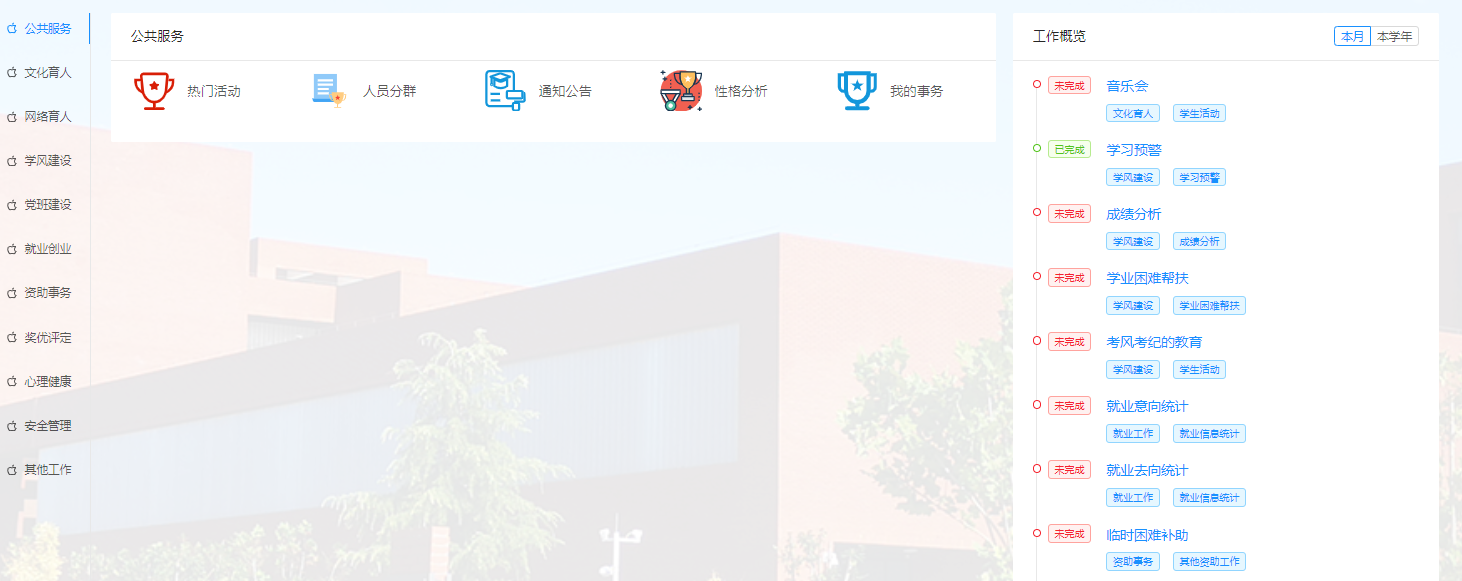 公共服务
文化育人
网络育人
学风建设
党班建设
就业创业
资助事务
奖优评定
心理健康
安全管理
其他工作
公共服务
热门活动 人员分群 通知公告 性格分析 我的事务
工作概览 本月 本学年
未完成 音乐会
文化育人 学生活动
已完成 学习预警
学风建设 学习预警
未完成 成绩分析
学风建设 成绩分析
未完成 学业困难帮扶
学风建设 学业困难帮扶
未完成 考风考纪的教育
学风建设 学生活动
未完成 就业意向统计
就业工作 就业信息统计
未完成 就业去向统计
就业工作 就业信息统计
未完成 临时困难补助
资助事务 其他资助工作